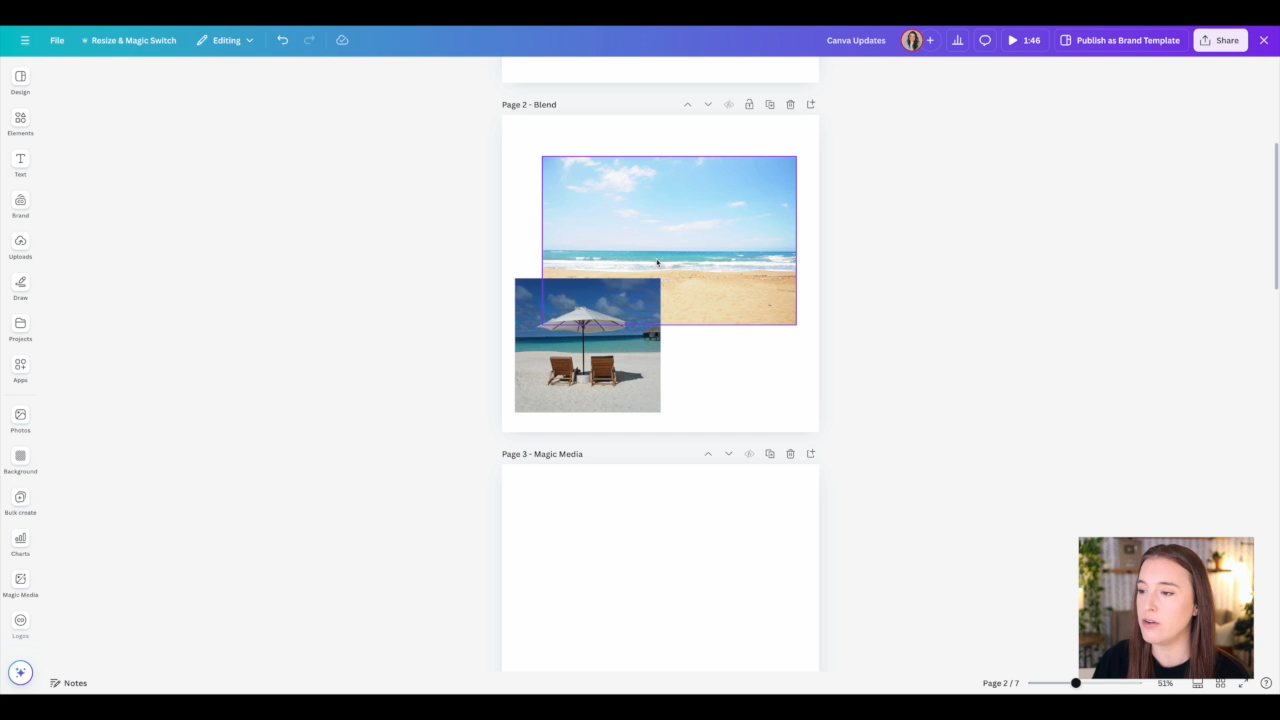 File
Resize & Magic Switch
Editing
Canva Updates
1:46
Publish as Brand Template
Share
Design
Elements
Text
Brand
Uploads
Draw
Projects
Apps
Photos
Background
Bulk create
Charts
Magic Media
Logos
Page 2 - Blend
Page 3 - Magic Media
Notes
Page 2 / 7
51%